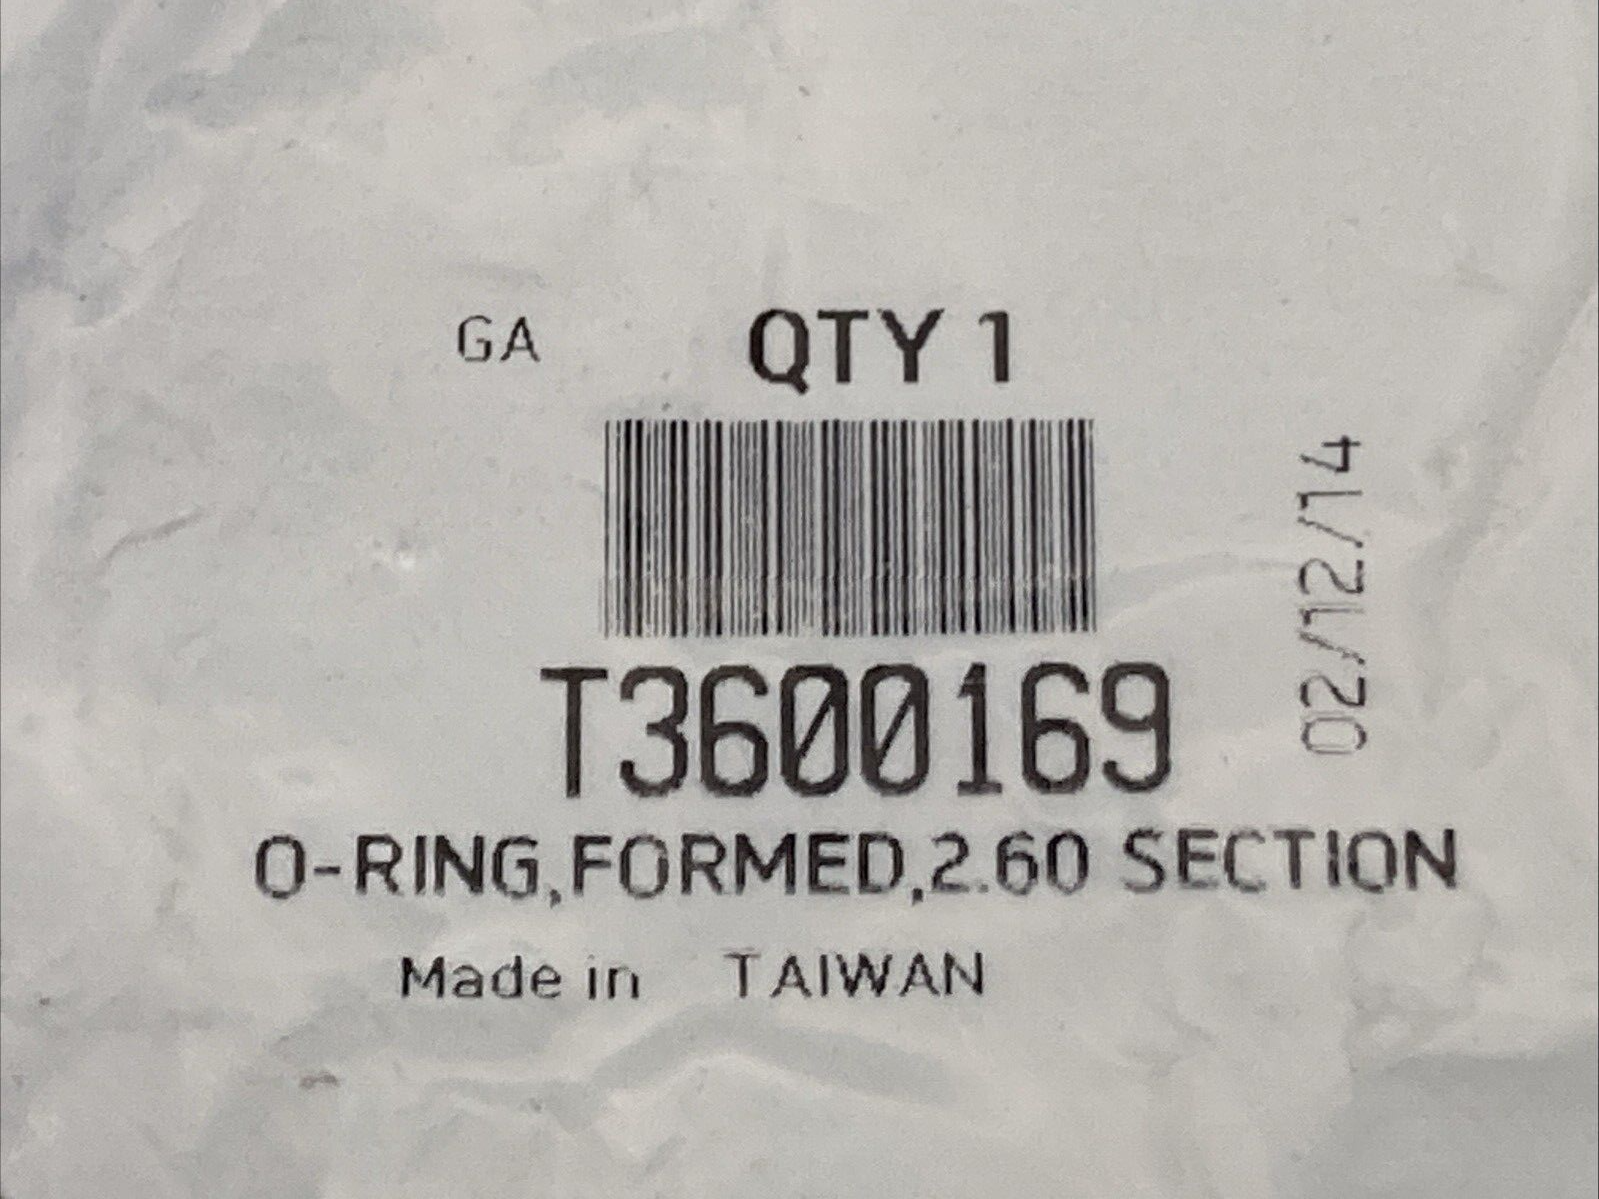 GA QTY 1
T3600169
02/12/14
O-RING,FORMED,2.60 SECTION
Made in TAIWAN